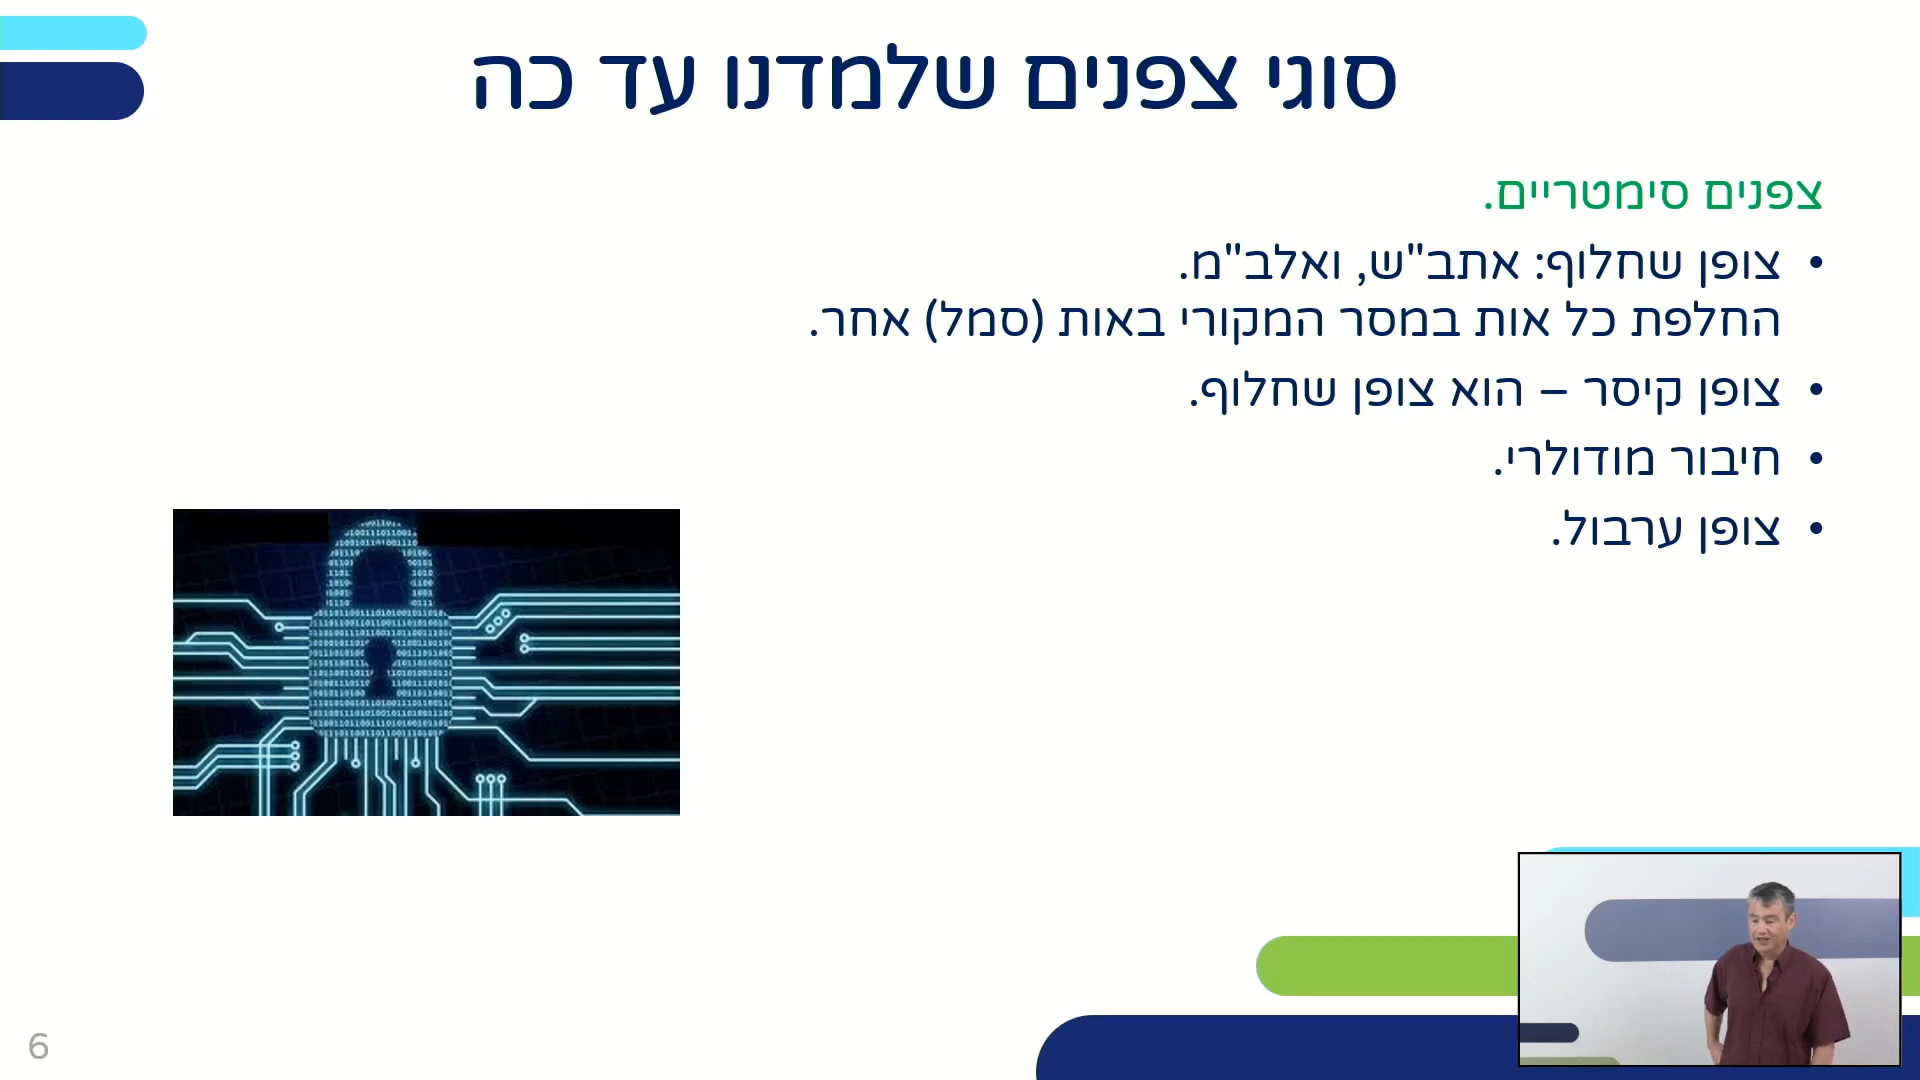 סוגי צפנים שלמדנו עד כה
צפנים סימטריים.
• צופן שחלוף: אתב"ש, ואלב"מ.
החלפת כל אות במסר המקורי באות (סמל) אחר.
• צופן קיסר – הוא צופן שחלוף.
• חיבור מודולרי.
• צופן ערבול.
6